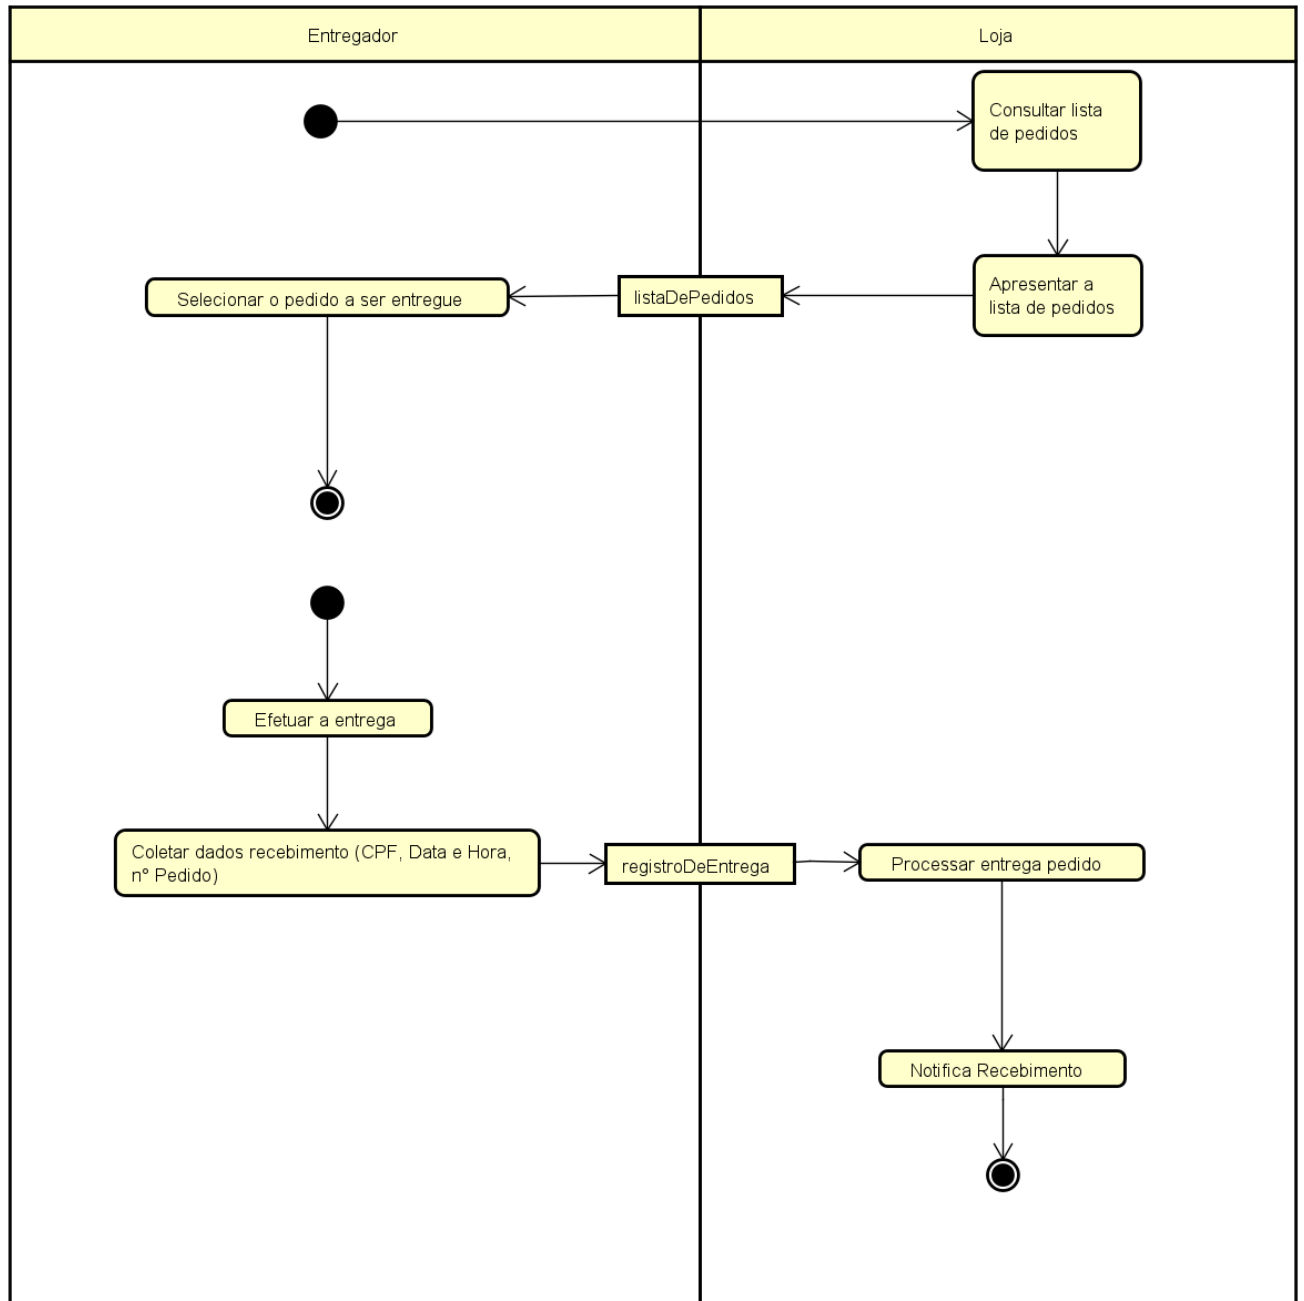 Entregador
Loja
Consultar lista
de pedidos
Selecionar o pedido a ser entregue
listaDePedidos
Apresentar a
lista de pedidos
Efetuar a entrega
Coletar dados recebimento (CPF, Data e Hora,
n° Pedido)
registroDeEntrega
Processar entrega pedido
Notifica Recebimento